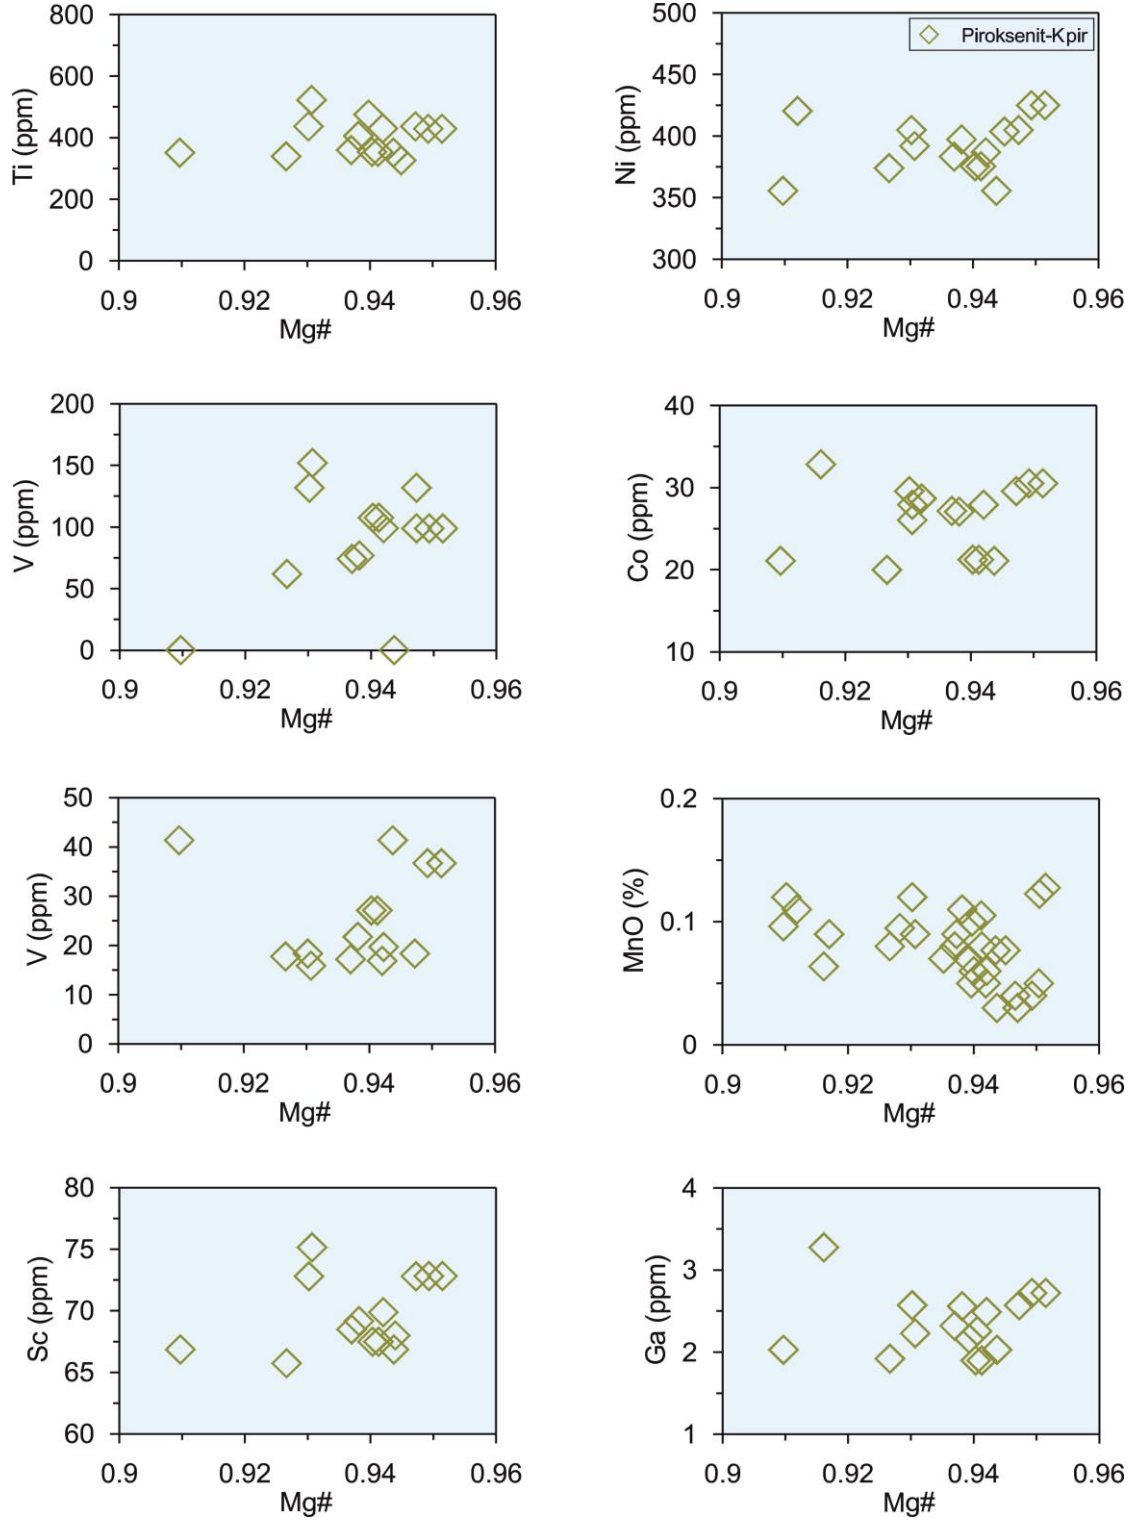 800
600
400
200
0
Ti (ppm)
0.9 0.92 0.94 0.96
Mg#
500
450
400
350
300
Ni (ppm)
Piroksenit-Kpir
0.9 0.92 0.94 0.96
Mg#
200
150
100
50
0
V (ppm)
0.9 0.92 0.94 0.96
Mg#
40
30
20
10
Co (ppm)
0.9 0.92 0.94 0.96
Mg#
50
40
30
20
10
0
V (ppm)
0.9 0.92 0.94 0.96
Mg#
0.2
0.1
0
MnO (%)
0.9 0.92 0.94 0.96
Mg#
80
75
70
65
60
Sc (ppm)
0.9 0.92 0.94 0.96
Mg#
4
3
2
1
Ga (ppm)
0.9 0.92 0.94 0.96
Mg#